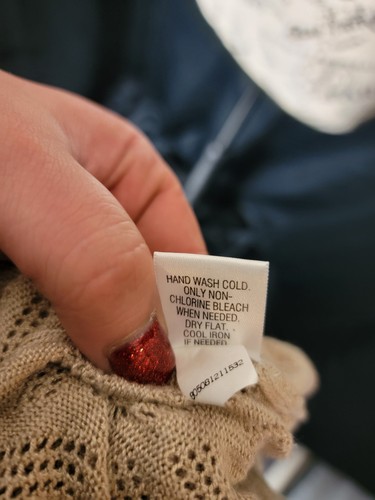 HAND WASH COLD.
ONLY NON-
CHLORINE BLEACH
WHEN NEEDED.
DRY FLAT.
COOL IRON
IF NEEDED.